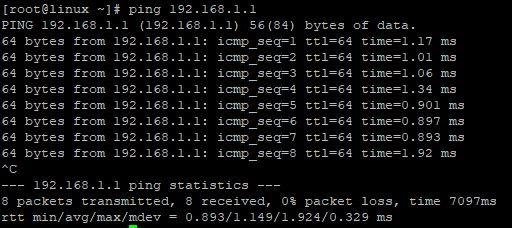 [root@linux ~]# ping 192.168.1.1
PING 192.168.1.1 (192.168.1.1) 56(84) bytes of data.
64 bytes from 192.168.1.1: icmp_seq=1 ttl=64 time=1.17 ms
64 bytes from 192.168.1.1: icmp_seq=2 ttl=64 time=1.01 ms
64 bytes from 192.168.1.1: icmp_seq=3 ttl=64 time=1.06 ms
64 bytes from 192.168.1.1: icmp_seq=4 ttl=64 time=1.34 ms
64 bytes from 192.168.1.1: icmp_seq=5 ttl=64 time=0.901 ms
64 bytes from 192.168.1.1: icmp_seq=6 ttl=64 time=0.897 ms
64 bytes from 192.168.1.1: icmp_seq=7 ttl=64 time=0.893 ms
64 bytes from 192.168.1.1: icmp_seq=8 ttl=64 time=1.92 ms
^C
--- 192.168.1.1 ping statistics ---
8 packets transmitted, 8 received, 0% packet loss, time 7097ms
rtt min/avg/max/mdev = 0.893/1.149/1.924/0.329 ms